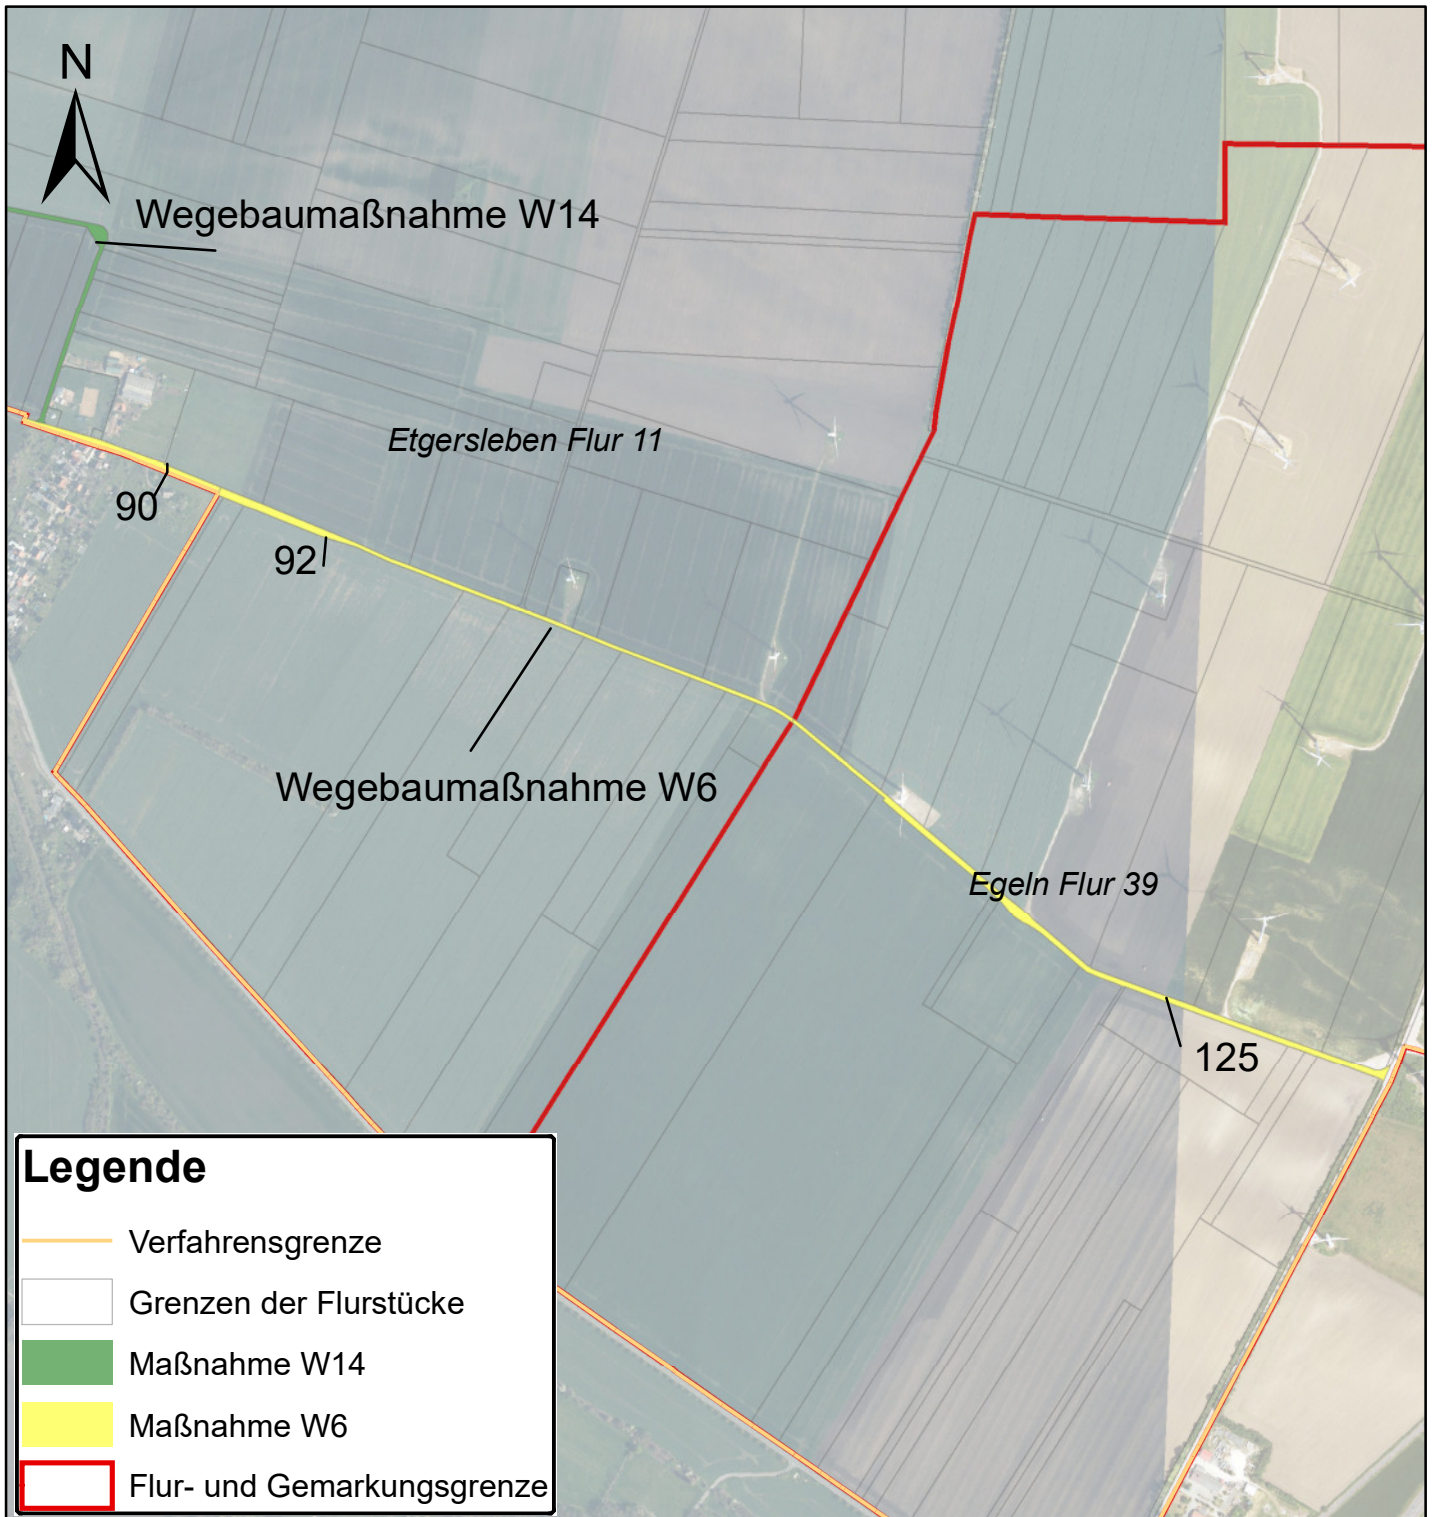 N
Wegebaumaßnahme W14
Etgersleben Flur 11
90
92
Wegebaumaßnahme W6
Egeln Flur 39
125
Legende
Verfahrensgrenze
Grenzen der Flurstücke
Maßnahme W14
Maßnahme W6
Flur- und Gemarkungsgrenze